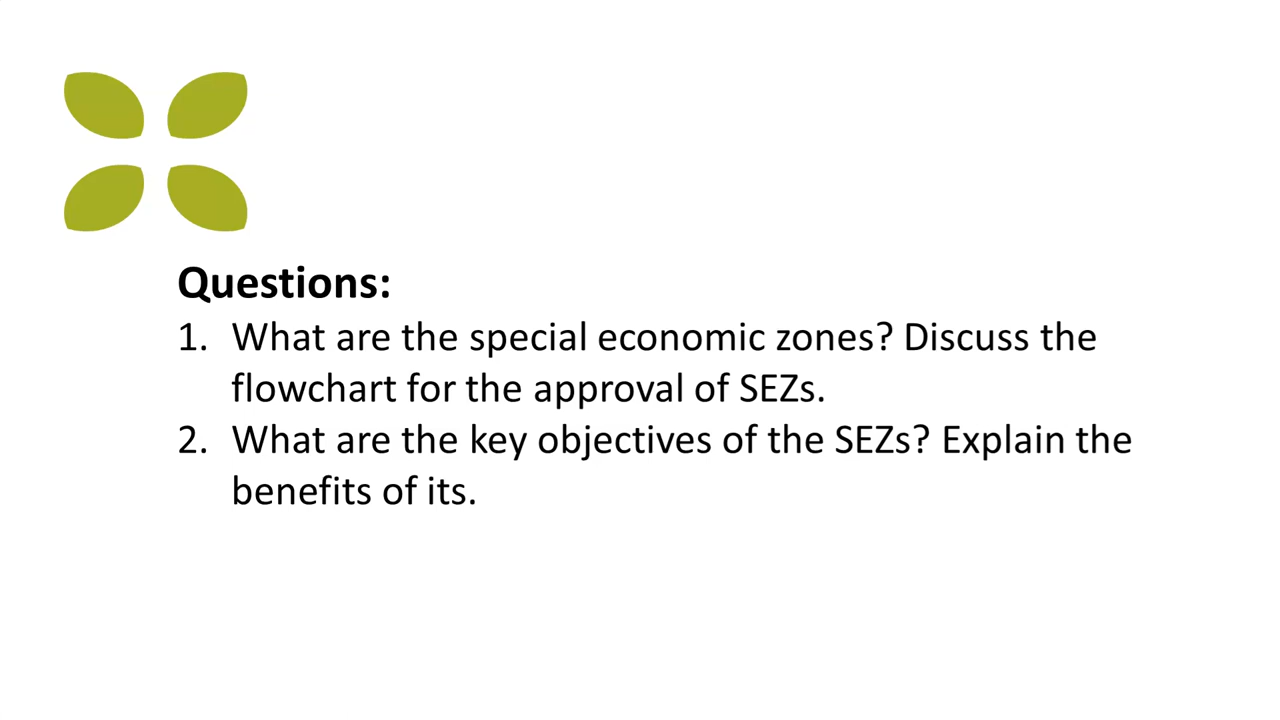 Questions:
1. What are the special economic zones? Discuss the
flowchart for the approval of SEZs.
2. What are the key objectives of the SEZs? Explain the
benefits of its.